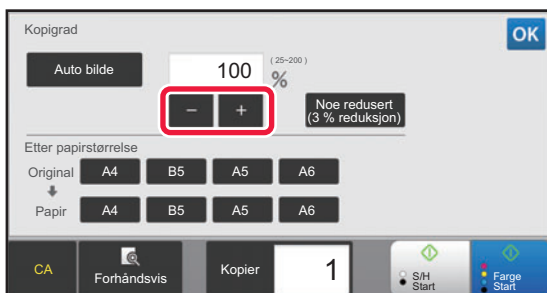 Kopigrad
OK
Auto bilde
100
(25~200)
%
−
+
Noe redusert
(3 % reduksjon)
Etter papirstørrelse
Original A4 B5 A5 A6
Papir A4 B5 A5 A6
CA
Forhåndsvis
Kopier
1
S/H
Start
Farge
Start